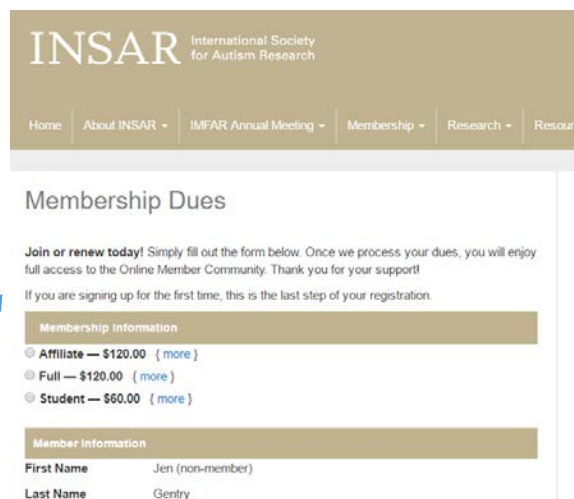 INSAR International Society
for Autism Research
Home About INSAR IMFAR Annual Meeting Membership Research
Membership Dues
Join or renew today! Simply fill out the form below. Once we process your dues, you will enjoy
full access to the Online Member Community. Thank you for your support!
If you are signing up for the first time, this is the last step of your registration.
Membership Information
Affiliate — $120.00 { more }
Full — $120.00 { more }
Student — $60.00 { more }
Member Information
First Name Jen (non-member)
Last Name Gentry